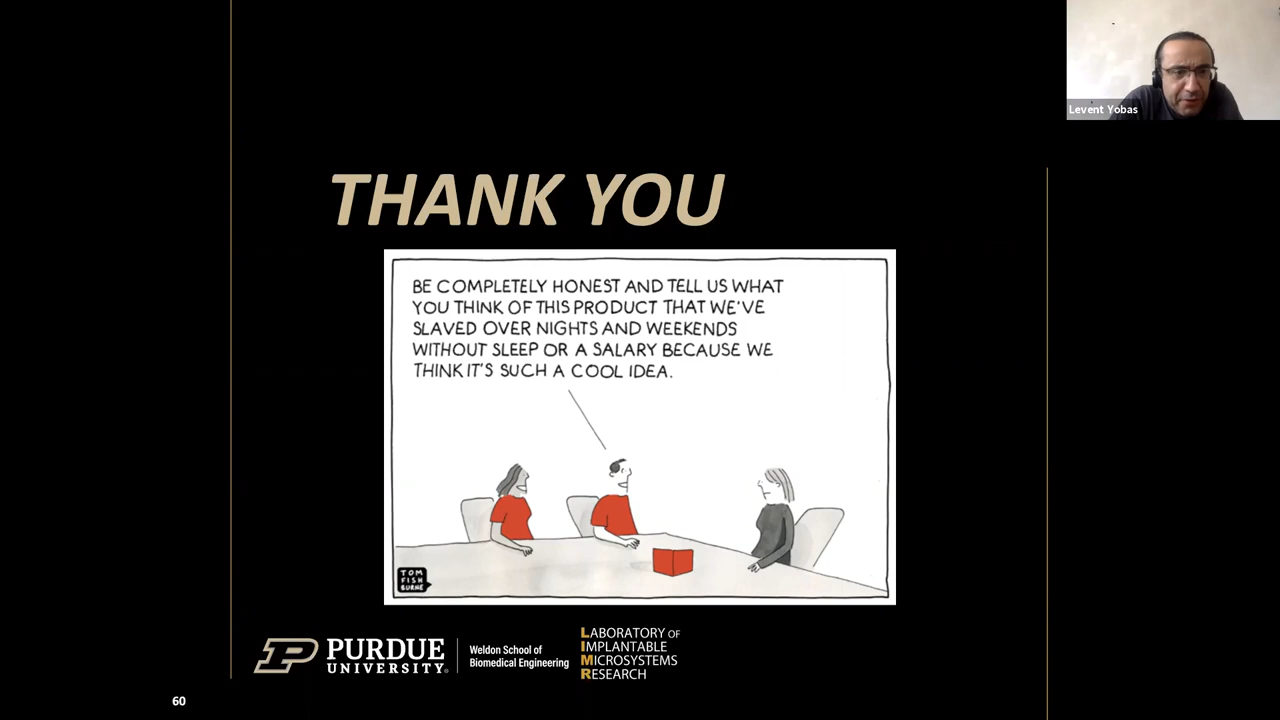 Levent Yobas
THANK YOU
BE COMPLETELY HONEST AND TELL US WHAT
YOU THINK OF THIS PRODUCT THAT WE'VE
SLAVED OVER NIGHTS AND WEEKENDS
WITHOUT SLEEP OR A SALARY BECAUSE WE
THINK IT'S SUCH A COOL IDEA.
TOM
FISH
BURNE
PURDUE
UNIVERSITY®
Weldon School of
Biomedical Engineering
LABORATORY OF
IMPLANTABLE
MICROSYSTEMS
RESEARCH
60